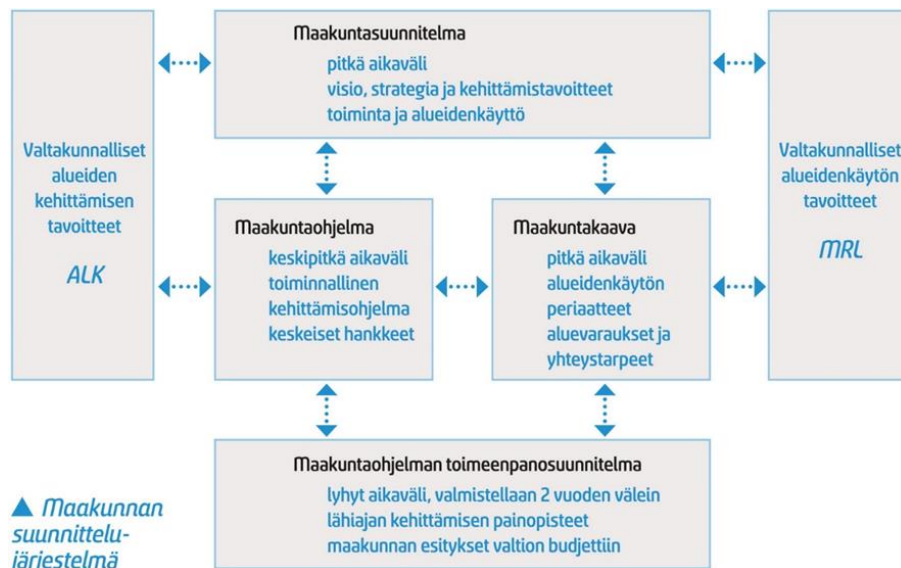 Maakuntasuunnitelma
pitkä aikaväli
visio, strategia ja kehittämistavoitteet
toiminta ja alueidenkäyttö
Valtakunnalliset
alueiden
kehittämisen
tavoitteet
ALK
Valtakunnalliset
alueidenkäytön
tavoitteet
MRL
Maakuntaohjelma
keskipitkä aikaväli
toiminnallinen
kehittämisohjelma
keskeiset hankkeet
Maakuntakaava
pitkä aikaväli
alueidenkäytön
periaatteet
aluevaraukset ja
yhteystarpeet
Maakuntaohjelman toimeenpanosuunnitelma
lyhyt aikaväli, valmistellaan 2 vuoden välein
lähiajan kehittämisen painopisteet
maakunnan esitykset valtion budjettiin
Maakunnan
suunnittelu-
järjestelmä